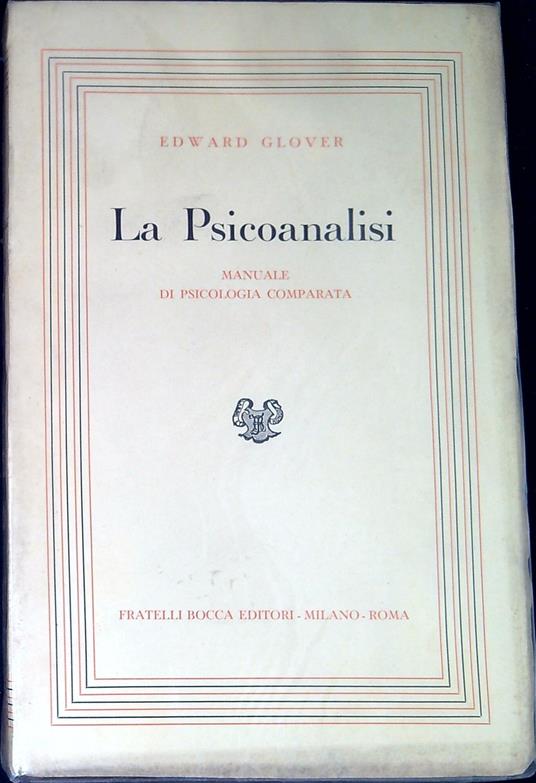 EDWARD GLOVER
La Psicoanalisi
MANUALE
DI PSICOLOGIA COMPARATA
FRATELLI BOCCA EDITORI - MILANO - ROMA